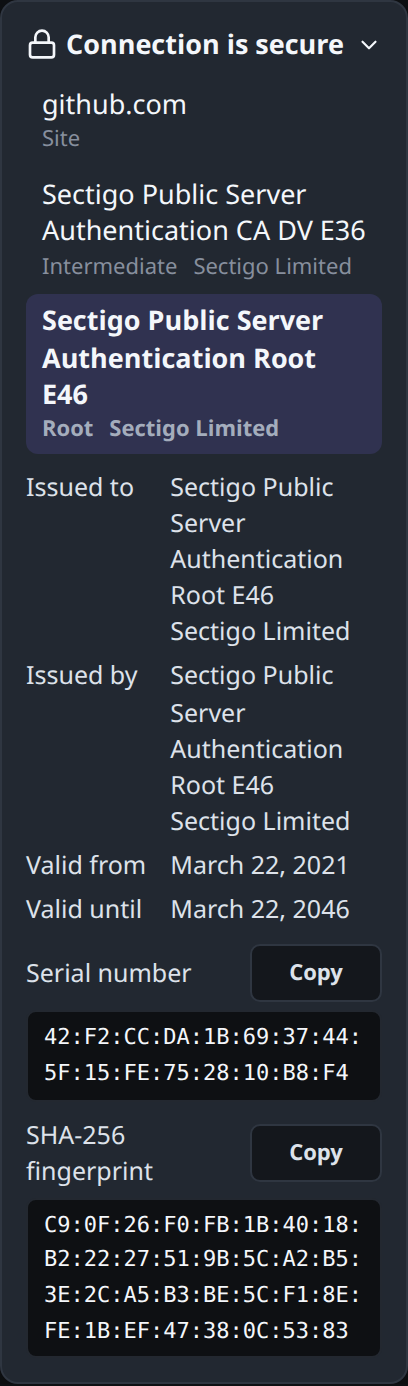 Connection is secure
github.com
Site
Sectigo Public Server
Authentication CA DV E36
Intermediate Sectigo Limited
Sectigo Public Server
Authentication Root
E46
Root Sectigo Limited
Issued to Sectigo Public
Server
Authentication
Root E46
Sectigo Limited
Issued by Sectigo Public
Server
Authentication
Root E46
Sectigo Limited
Valid from March 22, 2021
Valid until March 22, 2046
Serial number Copy
42:F2:CC:DA:1B:69:37:44:
5F:15:FE:75:28:10:B8:F4
SHA-256
fingerprint
Copy
C9:0F:26:F0:FB:1B:40:18:
B2:22:27:51:9B:5C:A2:B5:
3E:2C:A5:B3:BE:5C:F1:8E:
FE:1B:EF:47:38:0C:53:83